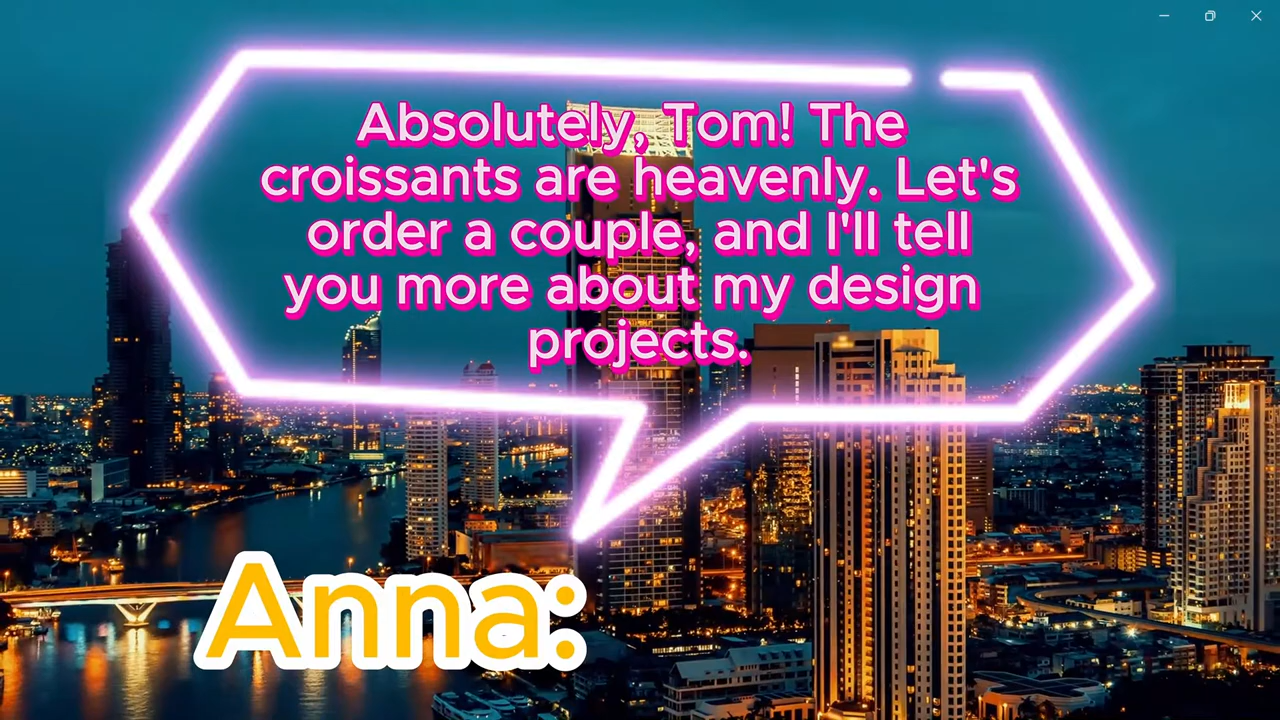 Absolutely, Tom! The
croissants are heavenly. Let's
order a couple, and I'll tell
you more about my design
projects.
Anna: